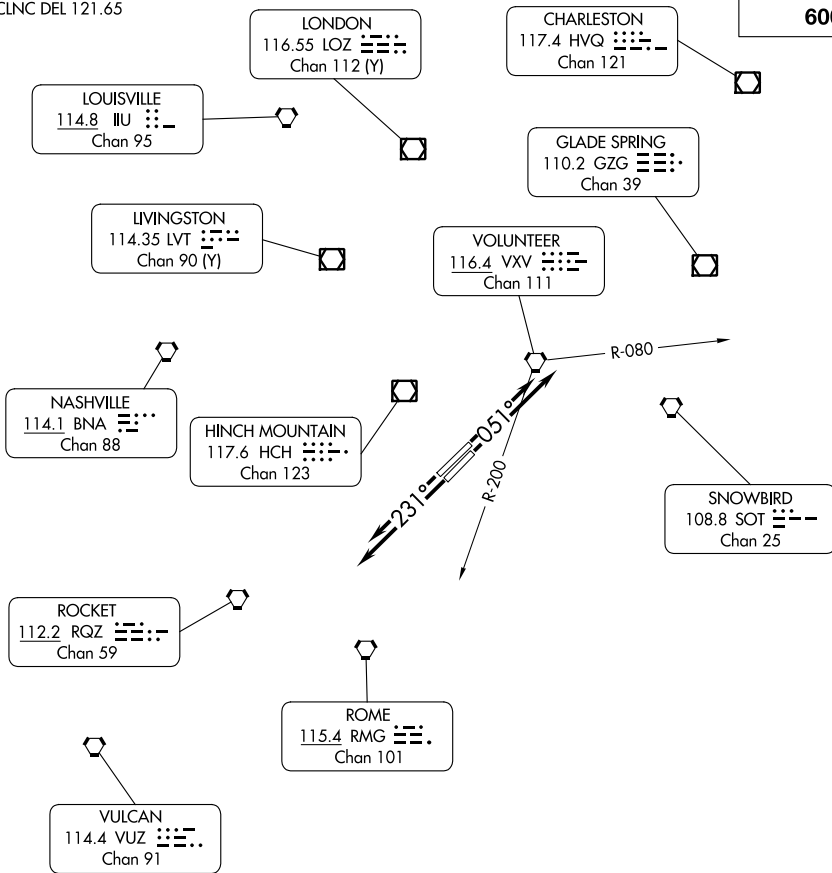 CLNC DEL 121.65
LONDON
116.55 LOZ
Chan 112 (Y)
CHARLESTON
117.4 HVQ
Chan 121
LOUISVILLE
114.8 IIU
Chan 95
GLADE SPRING
110.2 GZG
Chan 39
LIVINGSTON
114.35 LVT
Chan 90 (Y)
VOLUNTEER
116.4 VXV
Chan 111
R-080
NASHVILLE
114.1 BNA
Chan 88
HINCH MOUNTAIN
117.6 HCH
Chan 123
051°
231°
R-200
SNOWBIRD
108.8 SOT
Chan 25
ROCKET
112.2 RQZ
Chan 59
ROME
115.4 RMG
Chan 101
VULCAN
114.4 VUZ
Chan 91